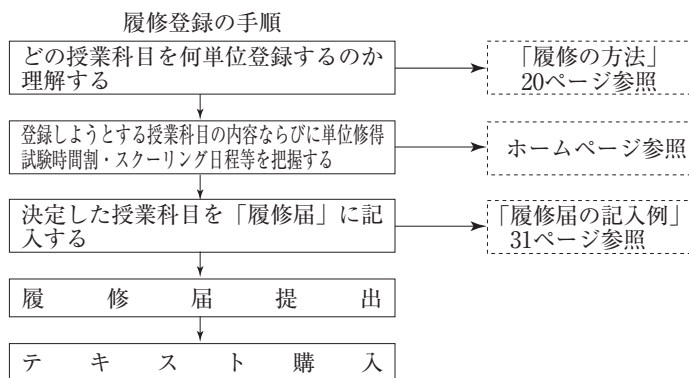 履修登録の手順
どの授業科目を何単位登録するのか
理解する
「履修の方法」
20ページ参照
登録しようとする授業科目の内容ならびに単位修得
試験時間割・スクーリング日程等を把握する
ホームページ参照
決定した授業科目を「履修届」に記
入する
「履修届の記入例」
31ページ参照
履修届提出
テキスト購入